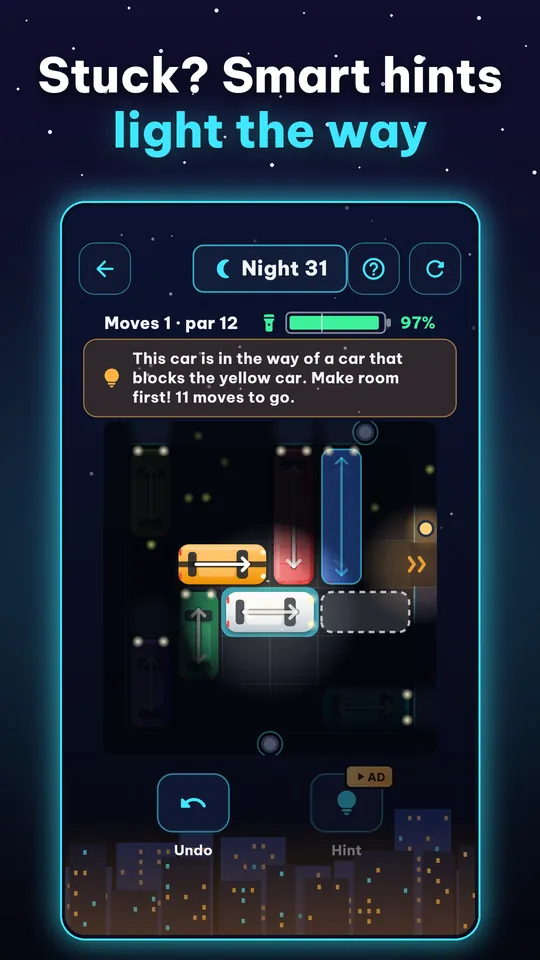 Stuck? Smart hints
light the way
Night 31
Moves 1 · par 12
97%
This car is in the way of a car that
blocks the yellow car. Make room
first! 11 moves to go.
AD
Undo
Hint